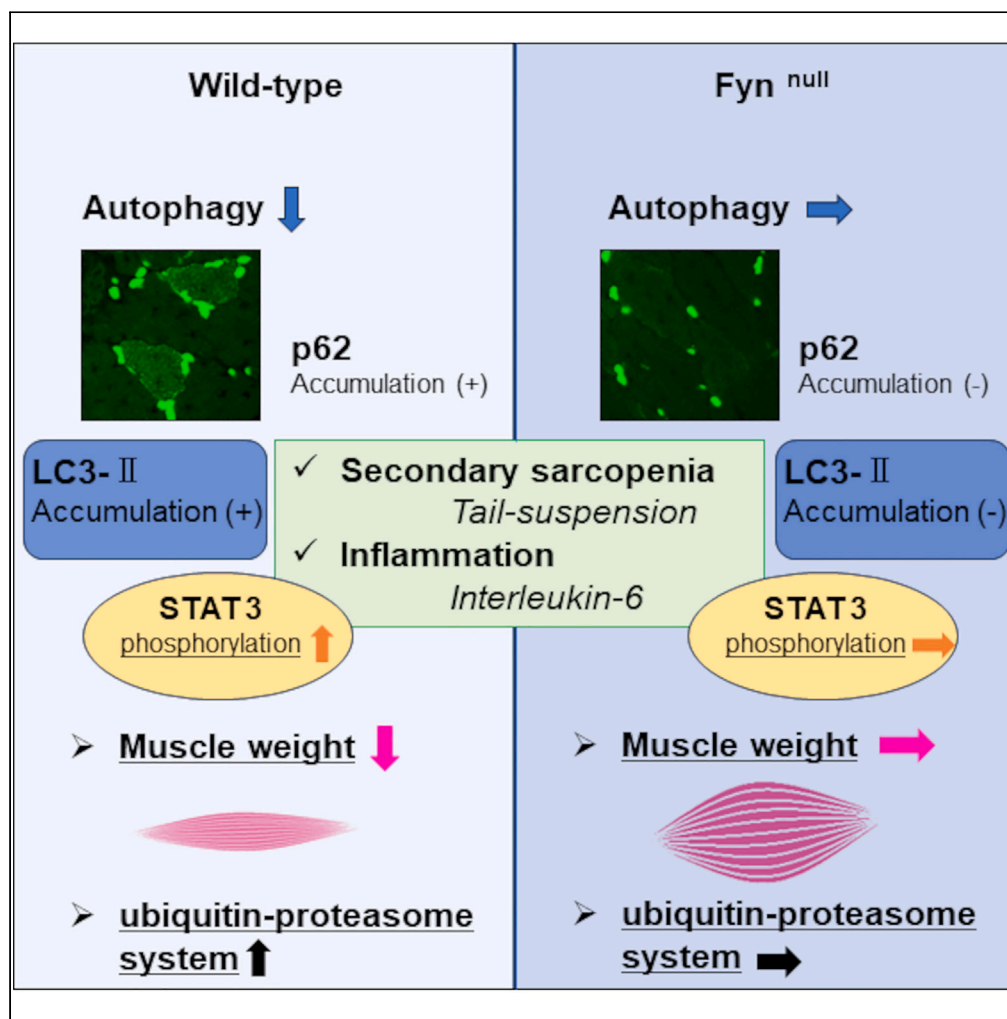 Wild-type
Autophagy
p62
Accumulation (+)
LC3-Ⅱ
Accumulation (+)
STAT3
phosphorylation
➢ Muscle weight
➢ ubiquitin-proteasome
system
✓ Secondary sarcopenia
Tail-suspension
✓ Inflammation
Interleukin-6
Fyn null
Autophagy
p62
Accumulation (-)
LC3-Ⅱ
Accumulation (-)
STAT3
phosphorylation
➢ Muscle weight
➢ ubiquitin-proteasome
system